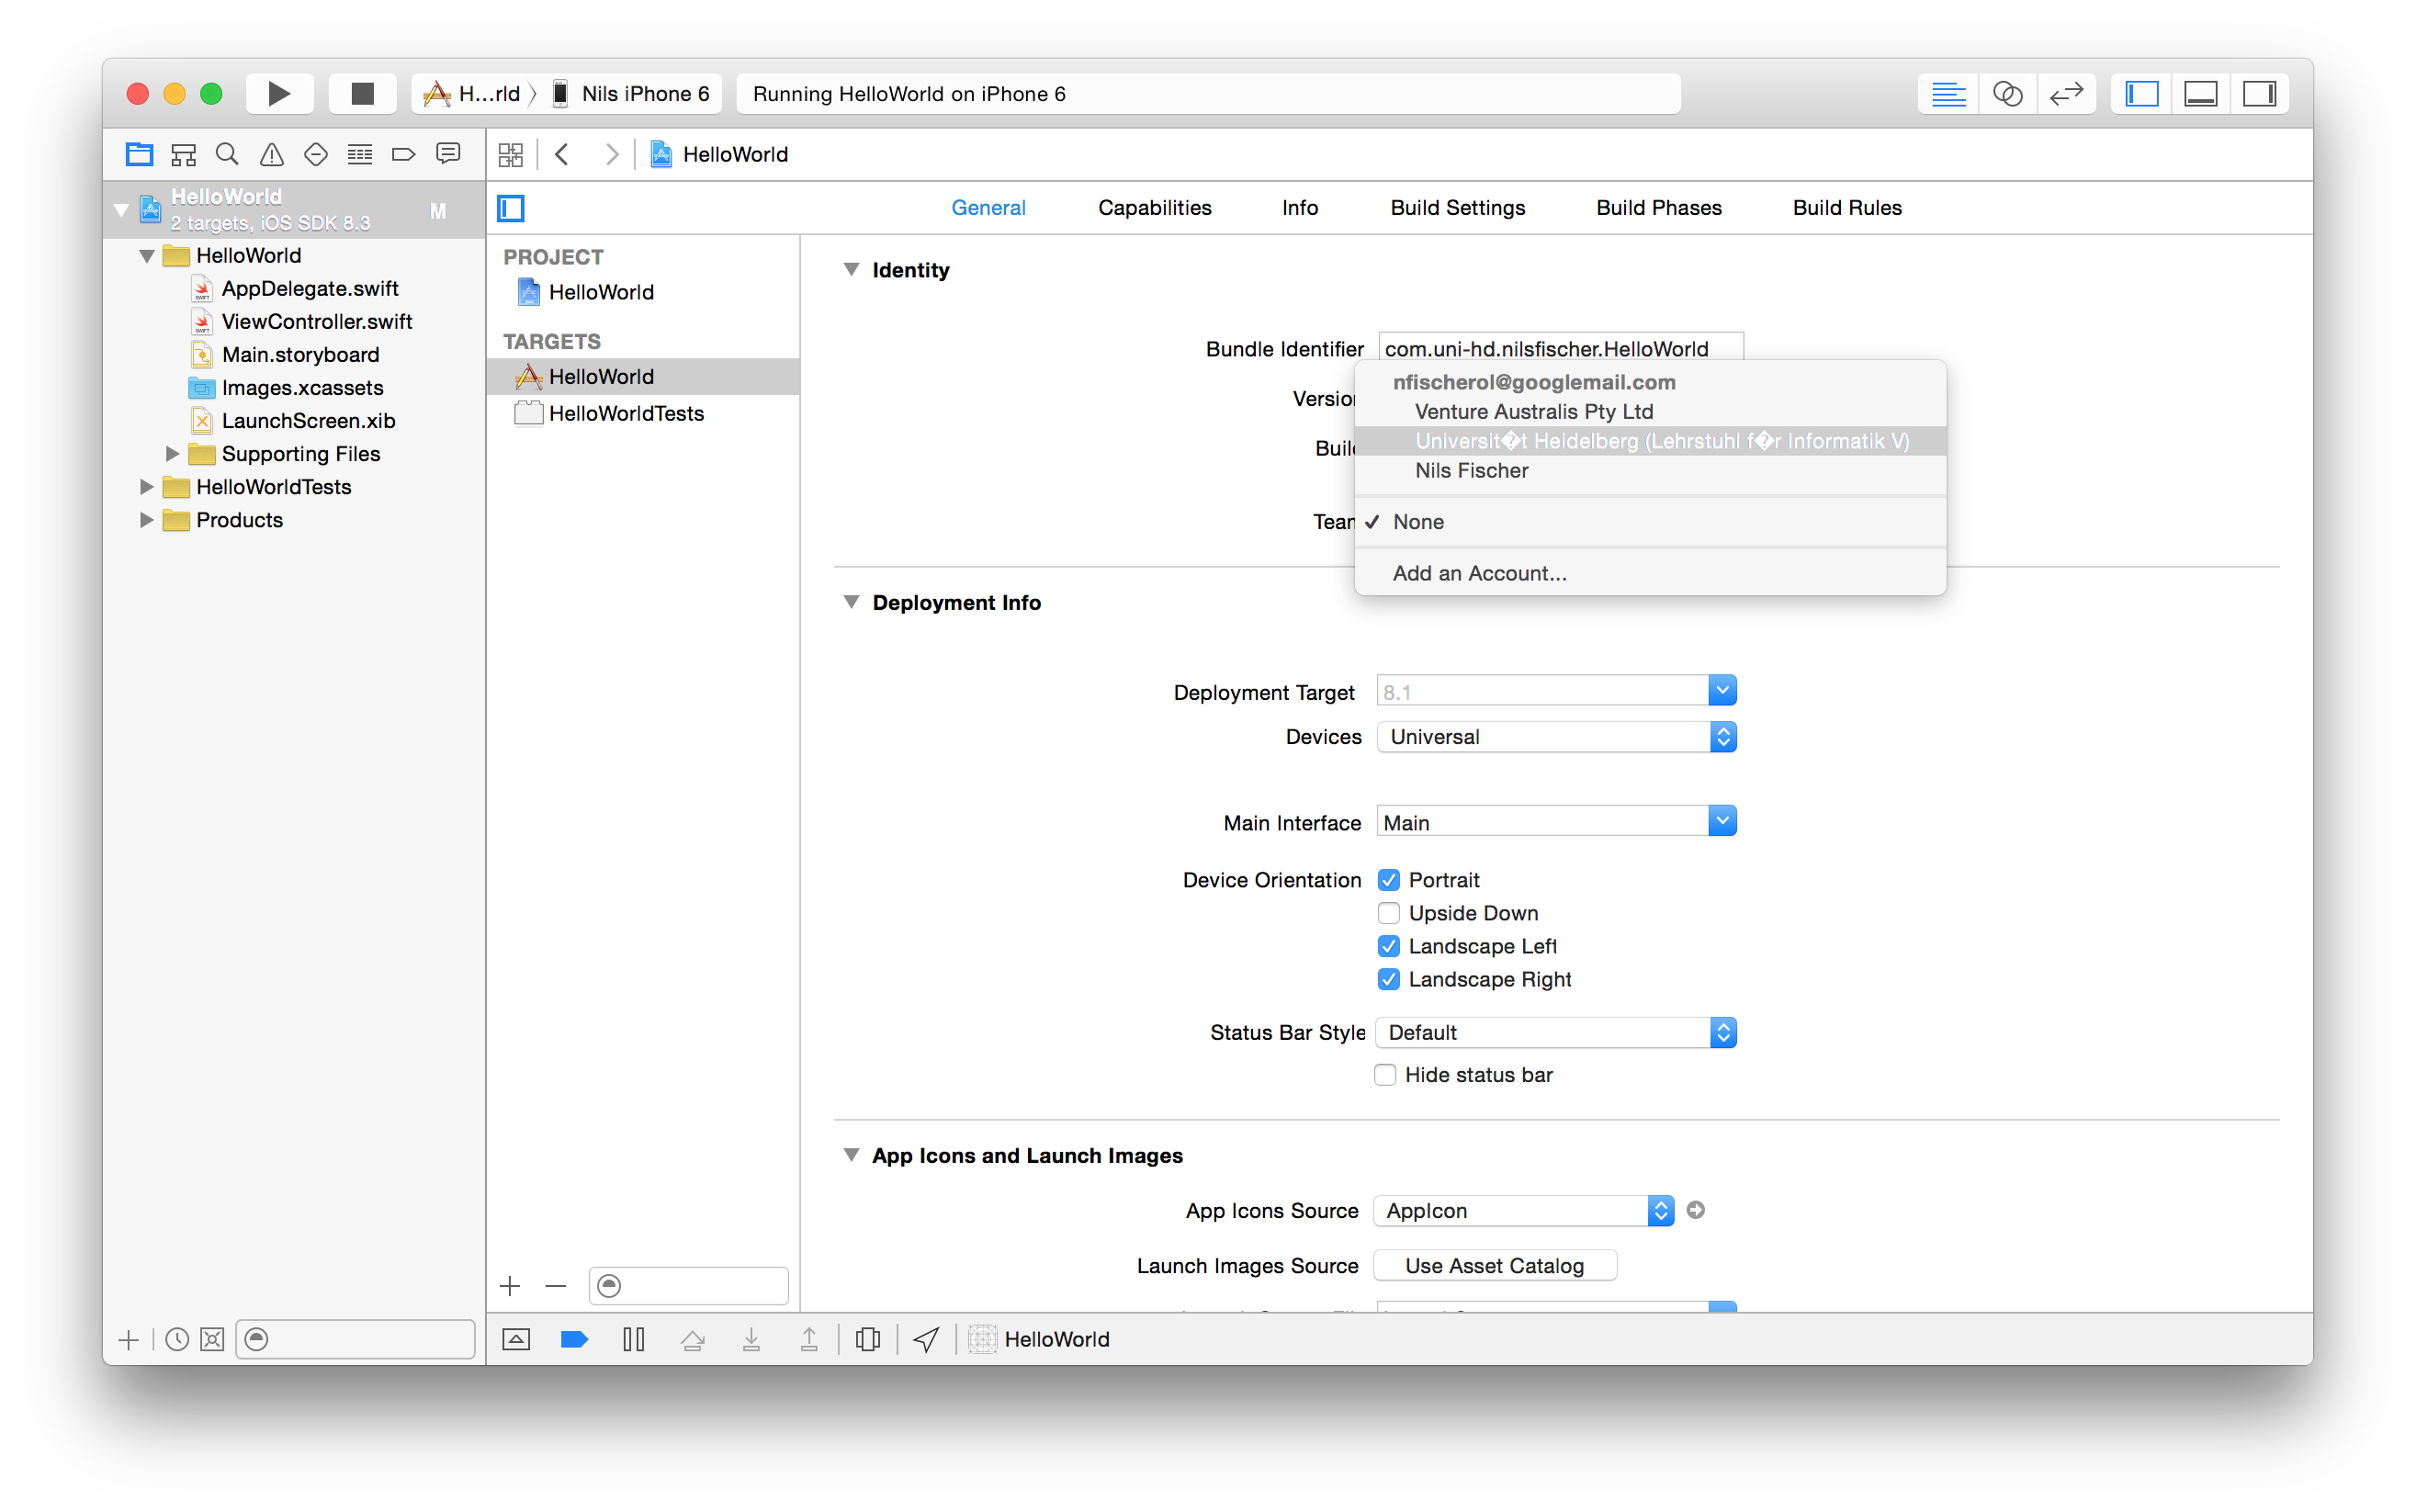 H...rld
Nils iPhone 6
Running HelloWorld on iPhone 6
HelloWorld
HelloWorld
2 targets, iOS SDK 8.3
M
HelloWorld
AppDelegate.swift
ViewController.swift
Main.storyboard
Images.xcassets
LaunchScreen.xib
Supporting Files
HelloWorldTests
Products
General
Capabilities
Info
Build Settings
Build Phases
Build Rules
PROJECT
HelloWorld
TARGETS
HelloWorld
HelloWorldTests
Identity
Bundle Identifier
com.uni-hd.nilsfischer.HelloWorld
Version
Build
Team
nfischerol@googlemail.com
Venture Australis Pty Ltd
Universit�t Heidelberg (Lehrstuhl f�r Informatik V)
Nils Fischer
✓ None
Add an Account...
Deployment Info
Deployment Target
8.1
Devices
Universal
Main Interface
Main
Device Orientation
Portrait
Upside Down
Landscape Left
Landscape Right
Status Bar Style
Default
Hide status bar
App Icons and Launch Images
App Icons Source
AppIcon
Launch Images Source
Use Asset Catalog
HelloWorld